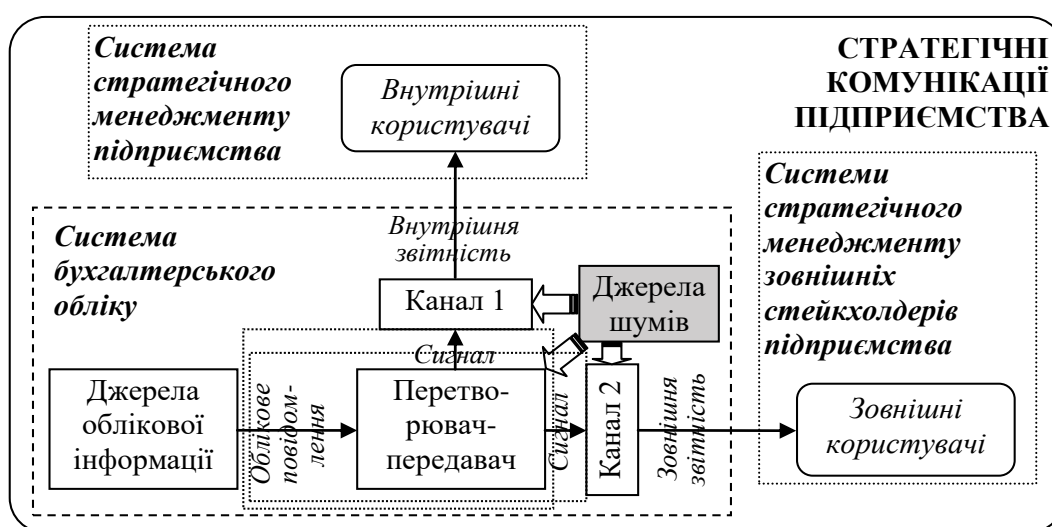 Система
стратегічного
менеджменту
підприємства
Внутрішні
користувачі
СТРАТЕГІЧНІ
КОМУНІКАЦІЇ
ПІДПРИЄМСТВА
Системи
стратегічного
менеджменту
зовнішніх
стейкхолдерів
підприємства
Система
бухгалтерського
обліку
Внутрішня
звітність
Канал 1
Джерела
шумів
Сигнал
Джерела
облікової
інформації
Облікове
повідом-
лення
Перетво-
рювач-
передавач
Сигнал
Канал 2
Зовнішня
звітність
Зовнішні
користувачі